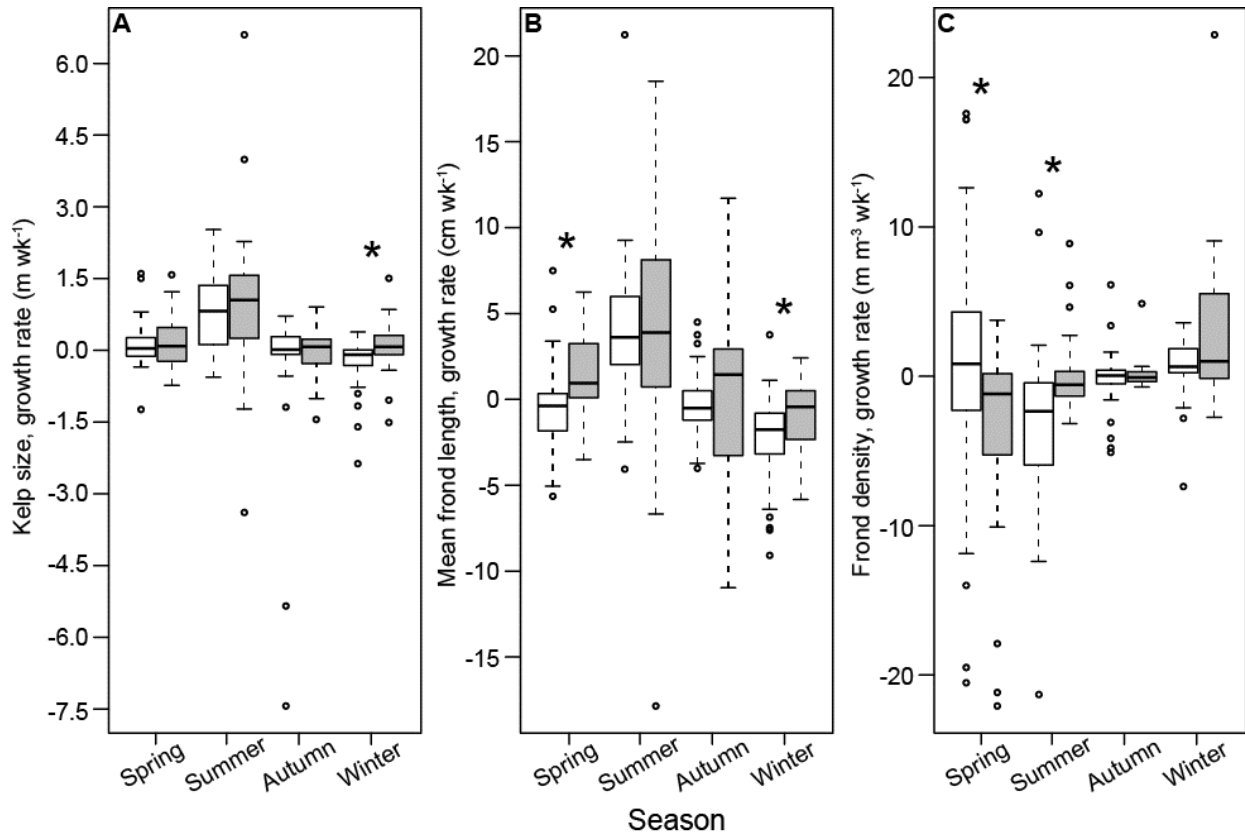 A
Kelp size, growth rate (m wk⁻¹)
6.0
4.5
3.0
1.5
0.0
-1.5
-3.0
-4.5
-6.0
-7.5
Spring
Summer
Autumn
Winter
*
B
Mean frond length, growth rate (cm wk⁻¹)
20
15
10
5
0
-5
-10
-15
Spring
Summer
Autumn
Winter
*
*
C
Frond density, growth rate (m m⁻³ wk⁻¹)
20
10
0
-10
-20
Spring
Summer
Autumn
Winter
*
*
Season